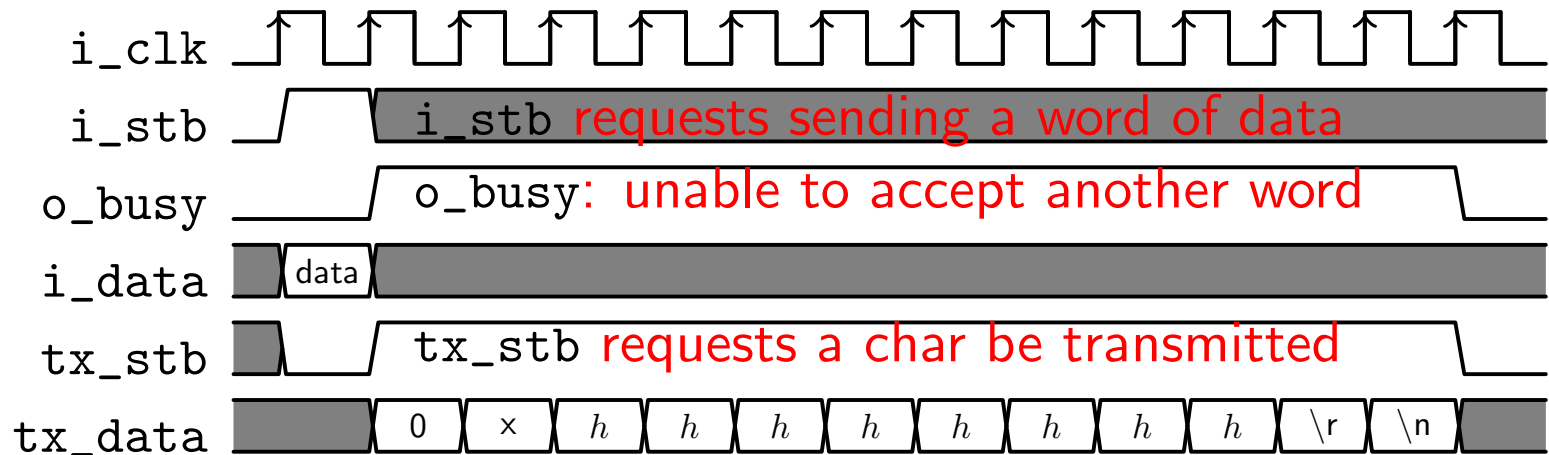 i_clk
i_stb i_stb requests sending a word of data
o_busy o_busy: unable to accept another word
i_data data
tx_stb tx_stb requests a char be transmitted
tx_data 0 x h h h h h h h h \r \n